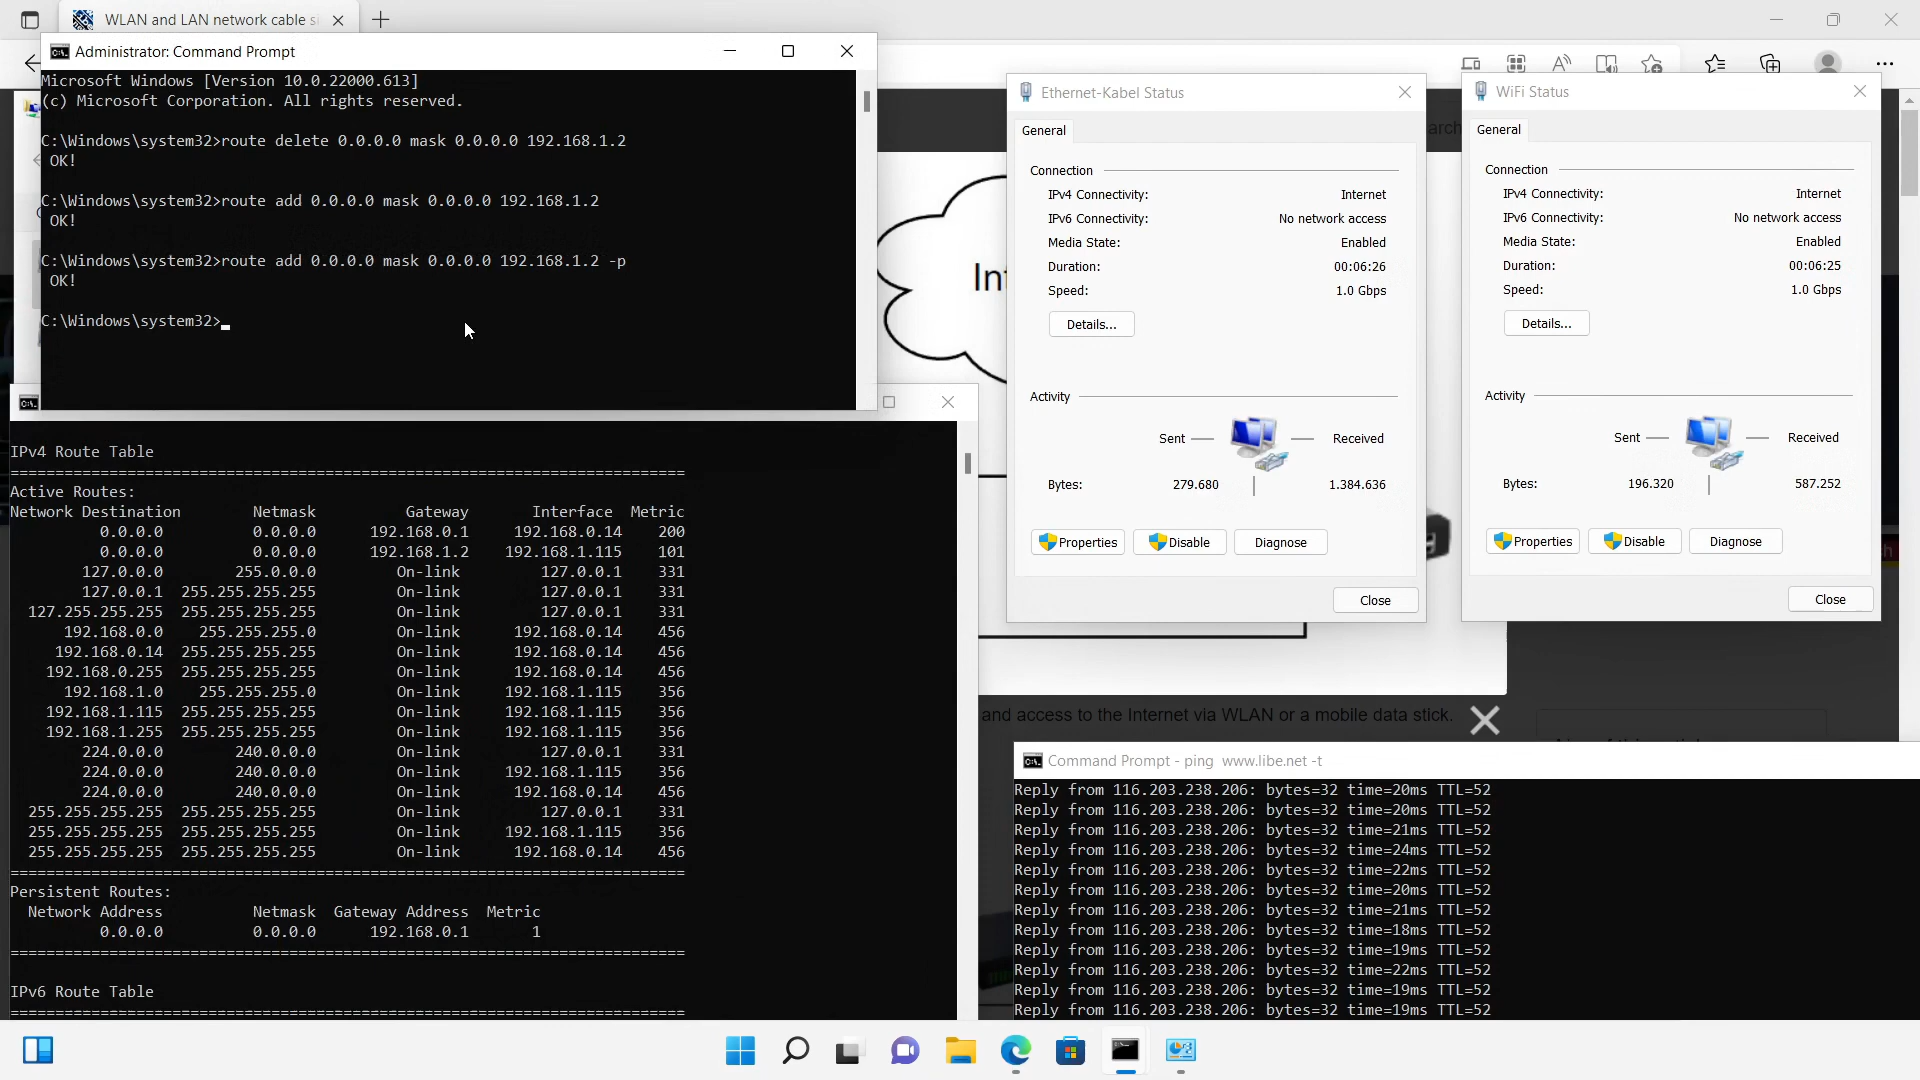 WLAN and LAN network cable s
Administrator: Command Prompt
Microsoft Windows [Version 10.0.22000.613]
(c) Microsoft Corporation. All rights reserved.
C:\Windows\system32>route delete 0.0.0.0 mask 0.0.0.0 192.168.1.2
OK!
C:\Windows\system32>route add 0.0.0.0 mask 0.0.0.0 192.168.1.2
OK!
C:\Windows\system32>route add 0.0.0.0 mask 0.0.0.0 192.168.1.2 -p
OK!
C:\Windows\system32>
IPv4 Route Table
===========================================================================
Active Routes:
Network Destination Netmask Gateway Interface Metric
0.0.0.0 0.0.0.0 192.168.0.1 192.168.0.14 200
0.0.0.0 0.0.0.0 192.168.1.2 192.168.1.115 101
127.0.0.0 255.0.0.0 On-link 127.0.0.1 331
127.0.0.1 255.255.255.255 On-link 127.0.0.1 331
127.255.255.255 255.255.255.255 On-link 127.0.0.1 331
192.168.0.0 255.255.255.0 On-link 192.168.0.14 456
192.168.0.14 255.255.255.255 On-link 192.168.0.14 456
192.168.0.255 255.255.255.255 On-link 192.168.0.14 456
192.168.1.0 255.255.255.0 On-link 192.168.1.115 356
192.168.1.115 255.255.255.255 On-link 192.168.1.115 356
192.168.1.255 255.255.255.255 On-link 192.168.1.115 356
224.0.0.0 240.0.0.0 On-link 127.0.0.1 331
224.0.0.0 240.0.0.0 On-link 192.168.1.115 356
224.0.0.0 240.0.0.0 On-link 192.168.0.14 456
255.255.255.255 255.255.255.255 On-link 127.0.0.1 331
255.255.255.255 255.255.255.255 On-link 192.168.1.115 356
255.255.255.255 255.255.255.255 On-link 192.168.0.14 456
===========================================================================
Persistent Routes:
Network Address Netmask Gateway Address Metric
0.0.0.0 0.0.0.0 192.168.0.1 1
===========================================================================
IPv6 Route Table
===========================================================================
Int
Ethernet-Kabel Status
General
Connection
IPv4 Connectivity: Internet
IPv6 Connectivity: No network access
Media State: Enabled
Duration: 00:06:26
Speed: 1.0 Gbps
Details...
Activity
Sent Received
Bytes: 279.680 1.384.636
Properties Disable Diagnose
Close
arch
WiFi Status
General
Connection
IPv4 Connectivity: Internet
IPv6 Connectivity: No network access
Media State: Enabled
Duration: 00:06:25
Speed: 1.0 Gbps
Details...
Activity
Sent Received
Bytes: 196.320 587.252
Properties Disable Diagnose
Close
and access to the Internet via WLAN or a mobile data stick.
Command Prompt - ping www.libe.net -t
Reply from 116.203.238.206: bytes=32 time=20ms TTL=52
Reply from 116.203.238.206: bytes=32 time=20ms TTL=52
Reply from 116.203.238.206: bytes=32 time=21ms TTL=52
Reply from 116.203.238.206: bytes=32 time=24ms TTL=52
Reply from 116.203.238.206: bytes=32 time=22ms TTL=52
Reply from 116.203.238.206: bytes=32 time=20ms TTL=52
Reply from 116.203.238.206: bytes=32 time=21ms TTL=52
Reply from 116.203.238.206: bytes=32 time=18ms TTL=52
Reply from 116.203.238.206: bytes=32 time=19ms TTL=52
Reply from 116.203.238.206: bytes=32 time=22ms TTL=52
Reply from 116.203.238.206: bytes=32 time=19ms TTL=52
Reply from 116.203.238.206: bytes=32 time=19ms TTL=52